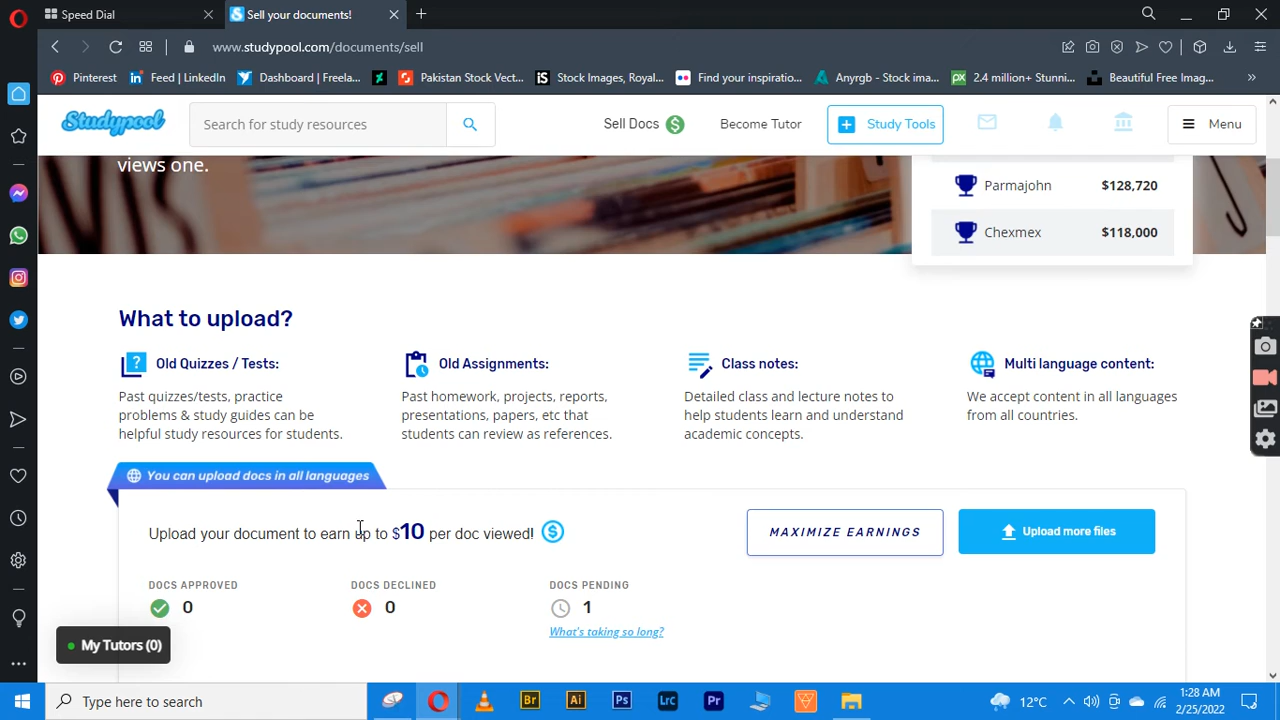 Speed Dial
Sell your documents!
www.studypool.com/documents/sell
Pinterest
Feed | LinkedIn
Dashboard | Freela...
Pakistan Stock Vect...
iS
Stock Images, Royal...
Find your inspiratio...
Anyrgb - Stock ima...
px
2.4 million+ Stunni...
Beautiful Free Imag...
Studypool
Search for study resources
Sell Docs
Become Tutor
Study Tools
Menu
views one.
Parmajohn $128,720
Chexmex $118,000
What to upload?
Old Quizzes / Tests:
Past quizzes/tests, practice
problems & study guides can be
helpful study resources for students.
Old Assignments:
Past homework, projects, reports,
presentations, papers, etc that
students can review as references.
Class notes:
Detailed class and lecture notes to
help students learn and understand
academic concepts.
Multi language content:
We accept content in all languages
from all countries.
You can upload docs in all languages
Upload your document to earn up to $10 per doc viewed!
MAXIMIZE EARNINGS
Upload more files
DOCS APPROVED
0
DOCS DECLINED
0
DOCS PENDING
1
What's taking so long?
My Tutors (0)
Type here to search
Br
Ai
Ps
Lrc
Pr
12°C
1:28 AM
2/25/2022